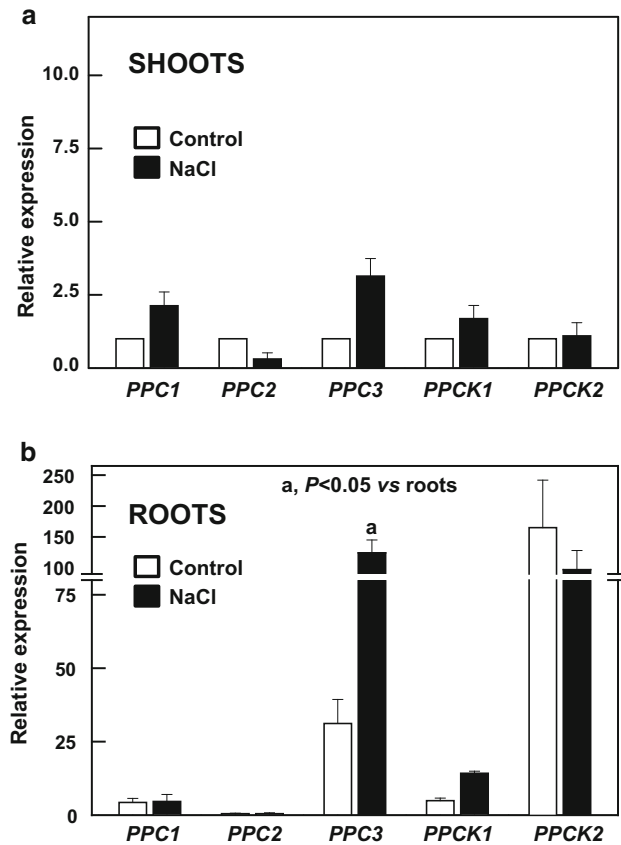 a
SHOOTS
Control
NaCl
Relative expression
10.0
7.5
5.0
2.5
0.0
PPC1 PPC2 PPC3 PPCK1 PPCK2
b
a, P<0.05 vs roots
ROOTS
a
Control
NaCl
Relative expression
250
200
150
100
75
50
25
0
PPC1 PPC2 PPC3 PPCK1 PPCK2